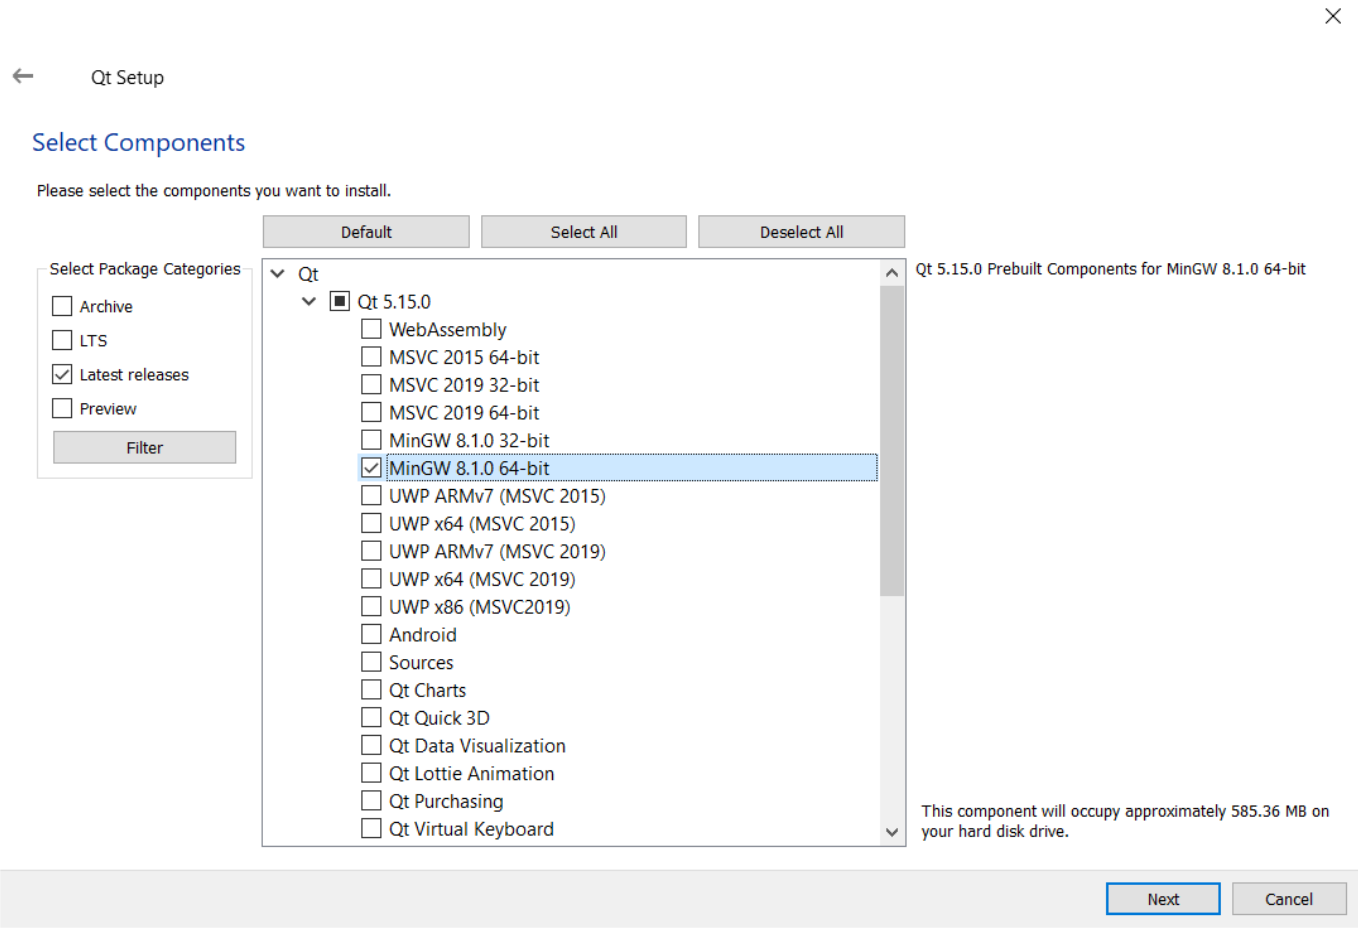 Qt Setup
Select Components
Please select the components you want to install.
Default
Select All
Deselect All
Select Package Categories
Archive
LTS
Latest releases
Preview
Filter
Qt
Qt 5.15.0
WebAssembly
MSVC 2015 64-bit
MSVC 2019 32-bit
MSVC 2019 64-bit
MinGW 8.1.0 32-bit
MinGW 8.1.0 64-bit
UWP ARMv7 (MSVC 2015)
UWP x64 (MSVC 2015)
UWP ARMv7 (MSVC 2019)
UWP x64 (MSVC 2019)
UWP x86 (MSVC2019)
Android
Sources
Qt Charts
Qt Quick 3D
Qt Data Visualization
Qt Lottie Animation
Qt Purchasing
Qt Virtual Keyboard
Qt 5.15.0 Prebuilt Components for MinGW 8.1.0 64-bit
This component will occupy approximately 585.36 MB on
your hard disk drive.
Next
Cancel